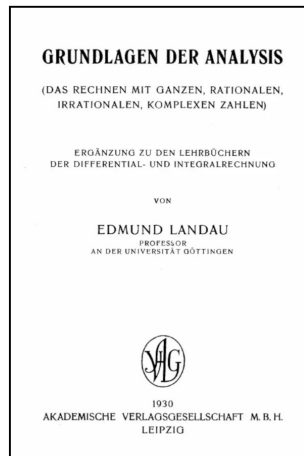 GRUNDLAGEN DER ANALYSIS
(DAS RECHNEN MIT GANZEN, RATIONALEN,
IRRATIONALEN, KOMPLEXEN ZAHLEN)
ERGÄNZUNG ZU DEN LEHRBÜCHERN
DER DIFFERENTIAL- UND INTEGRALRECHNUNG
VON
EDMUND LANDAU
PROFESSOR
AN DER UNIVERSITÄT GÖTTINGEN
1930
AKADEMISCHE VERLAGSGESELLSCHAFT M. B. H.
LEIPZIG